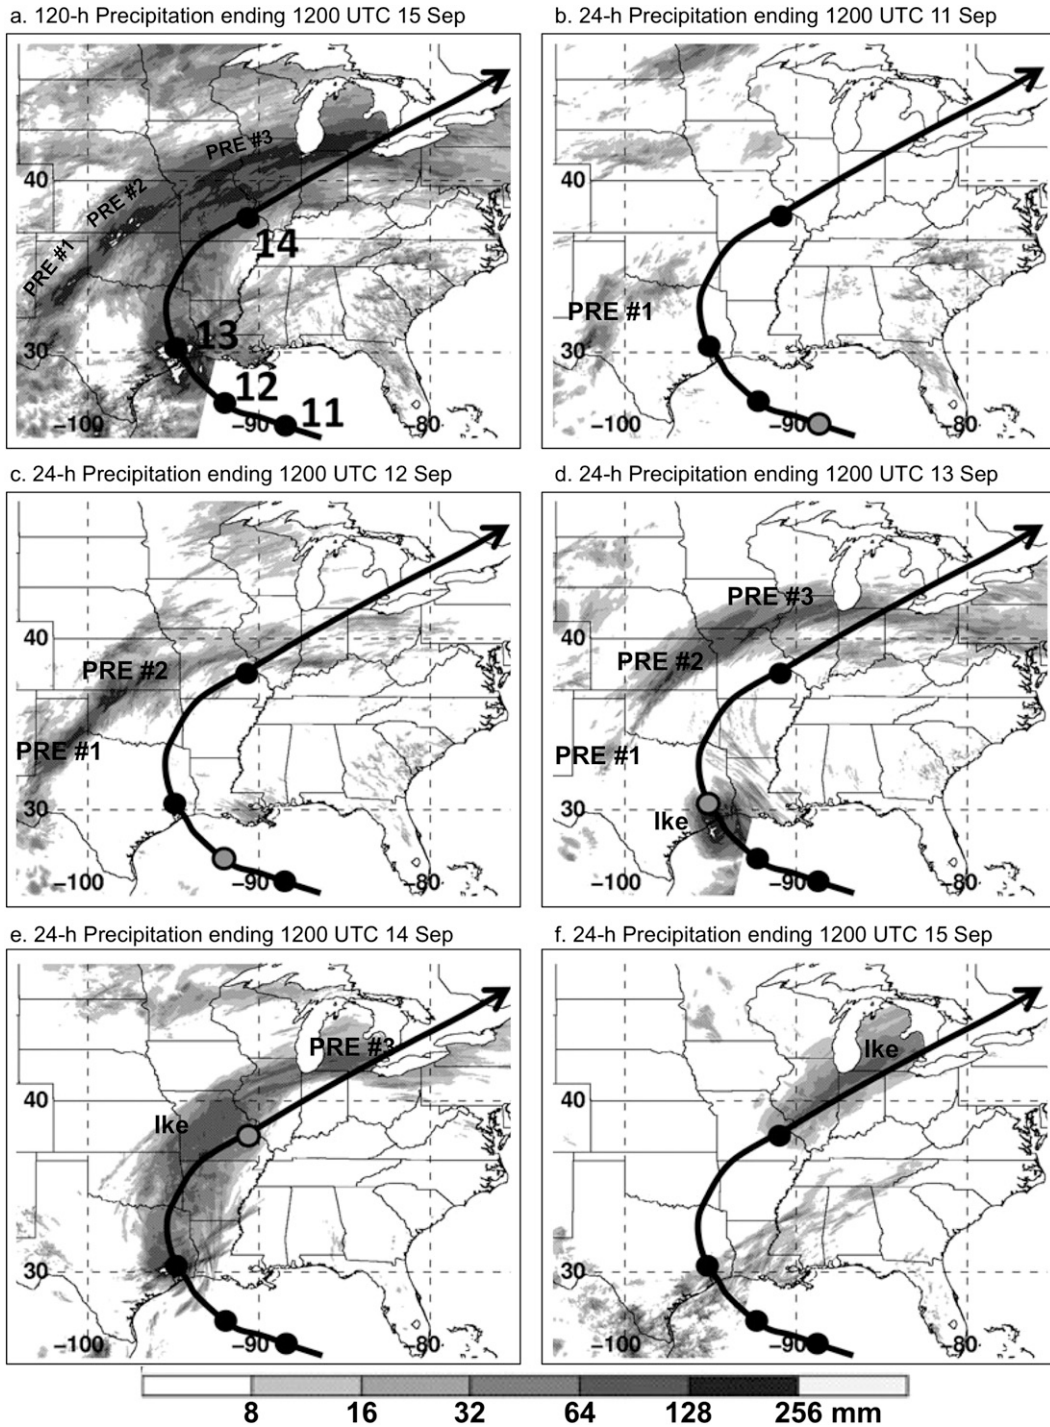 a. 120-h Precipitation ending 1200 UTC 15 Sep
PRE #3
40
PRE #2
PRE #1
14
30
13
12
11
−100
−90
−80
b. 24-h Precipitation ending 1200 UTC 11 Sep
40
PRE #1
30
−100
−90
−80
c. 24-h Precipitation ending 1200 UTC 12 Sep
40
PRE #2
PRE #1
30
−100
−90
−80
d. 24-h Precipitation ending 1200 UTC 13 Sep
PRE #3
40
PRE #2
PRE #1
30
Ike
−100
−90
−80
e. 24-h Precipitation ending 1200 UTC 14 Sep
PRE #3
40
Ike
30
−100
−90
−80
f. 24-h Precipitation ending 1200 UTC 15 Sep
Ike
40
30
−100
−90
−80
8 16 32 64 128 256 mm